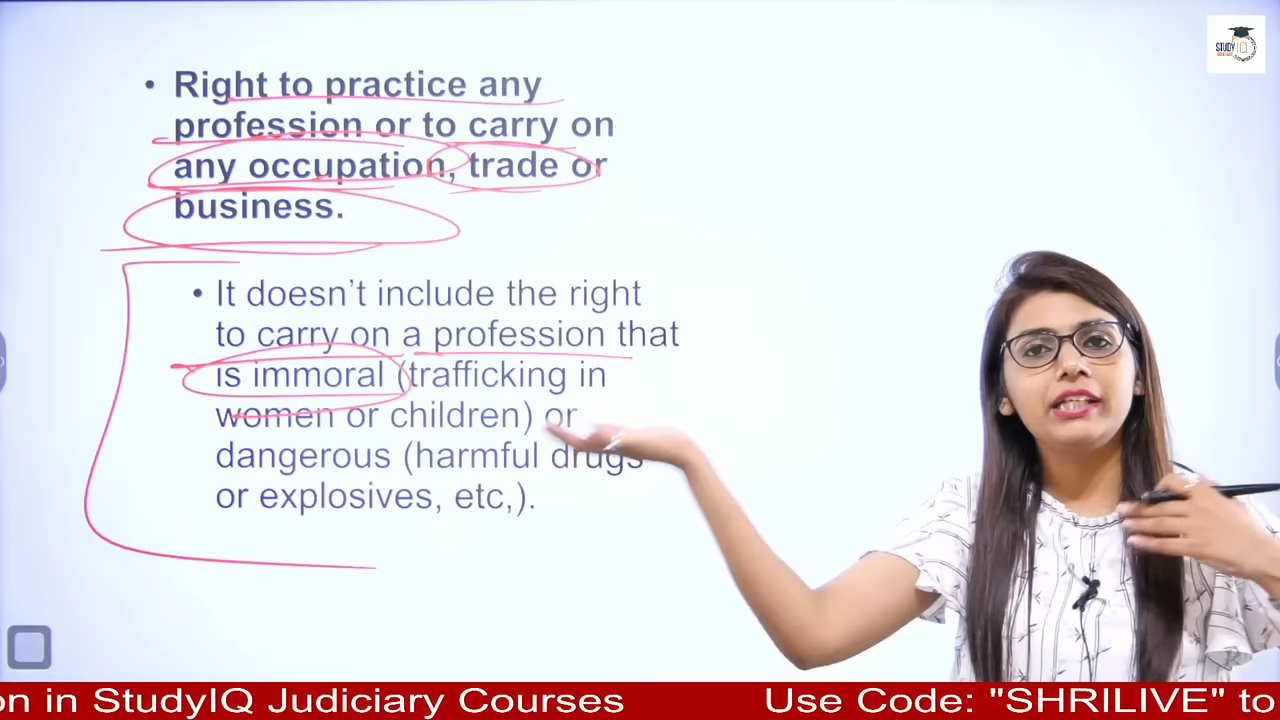 STUDY IQ
• Right to practice any
profession or to carry on
any occupation, trade or
business.
• It doesn’t include the right
to carry on a profession that
is immoral (trafficking in
women or children) or
dangerous (harmful drugs
or explosives, etc,).
on in StudyIQ Judiciary Courses
Use Code: "SHRILIVE" to